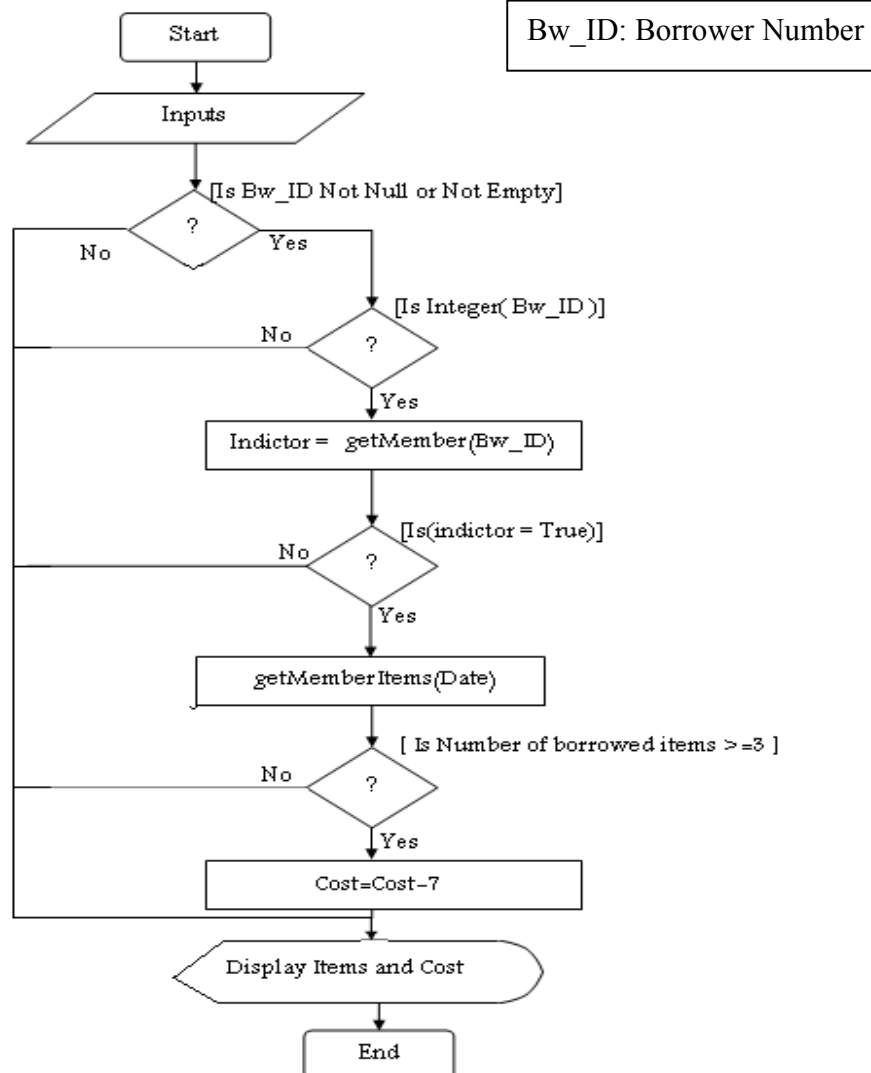 Start
Bw_ID: Borrower Number
Inputs
[Is Bw_ID Not Null or Not Empty]
?
No
Yes
[Is Integer( Bw_ID )]
No
?
Yes
Indictor = getMember(Bw_ID)
[Is(indictor = True)]
No
?
Yes
getMemberItems(Date)
[ Is Number of borrowed items >=3 ]
No
?
Yes
Cost=Cost-7
Display Items and Cost
End